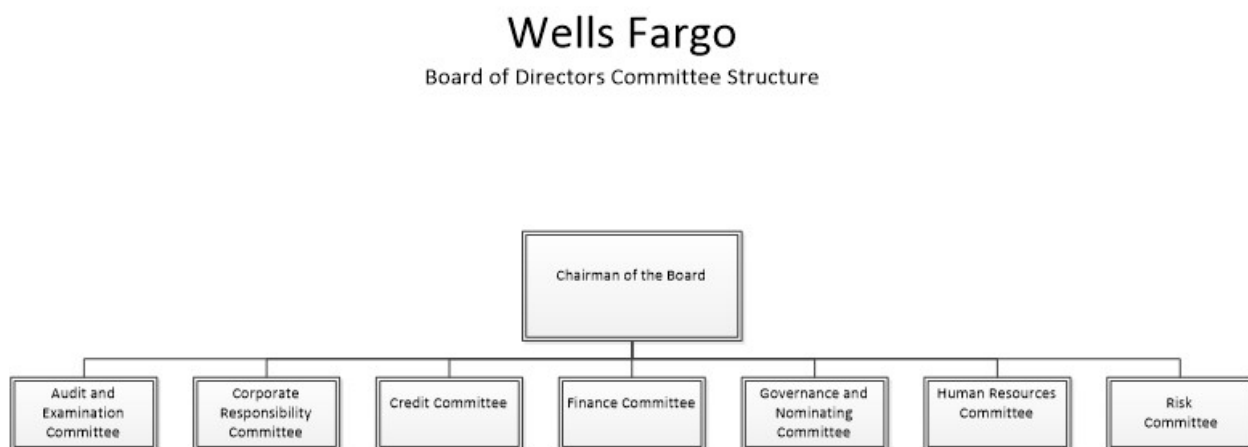 Wells Fargo
Board of Directors Committee Structure
Chairman of the Board
Audit and
Examination
Committee
Corporate
Responsibility
Committee
Credit Committee
Finance Committee
Governance and
Nominating
Committee
Human Resources
Committee
Risk
Committee